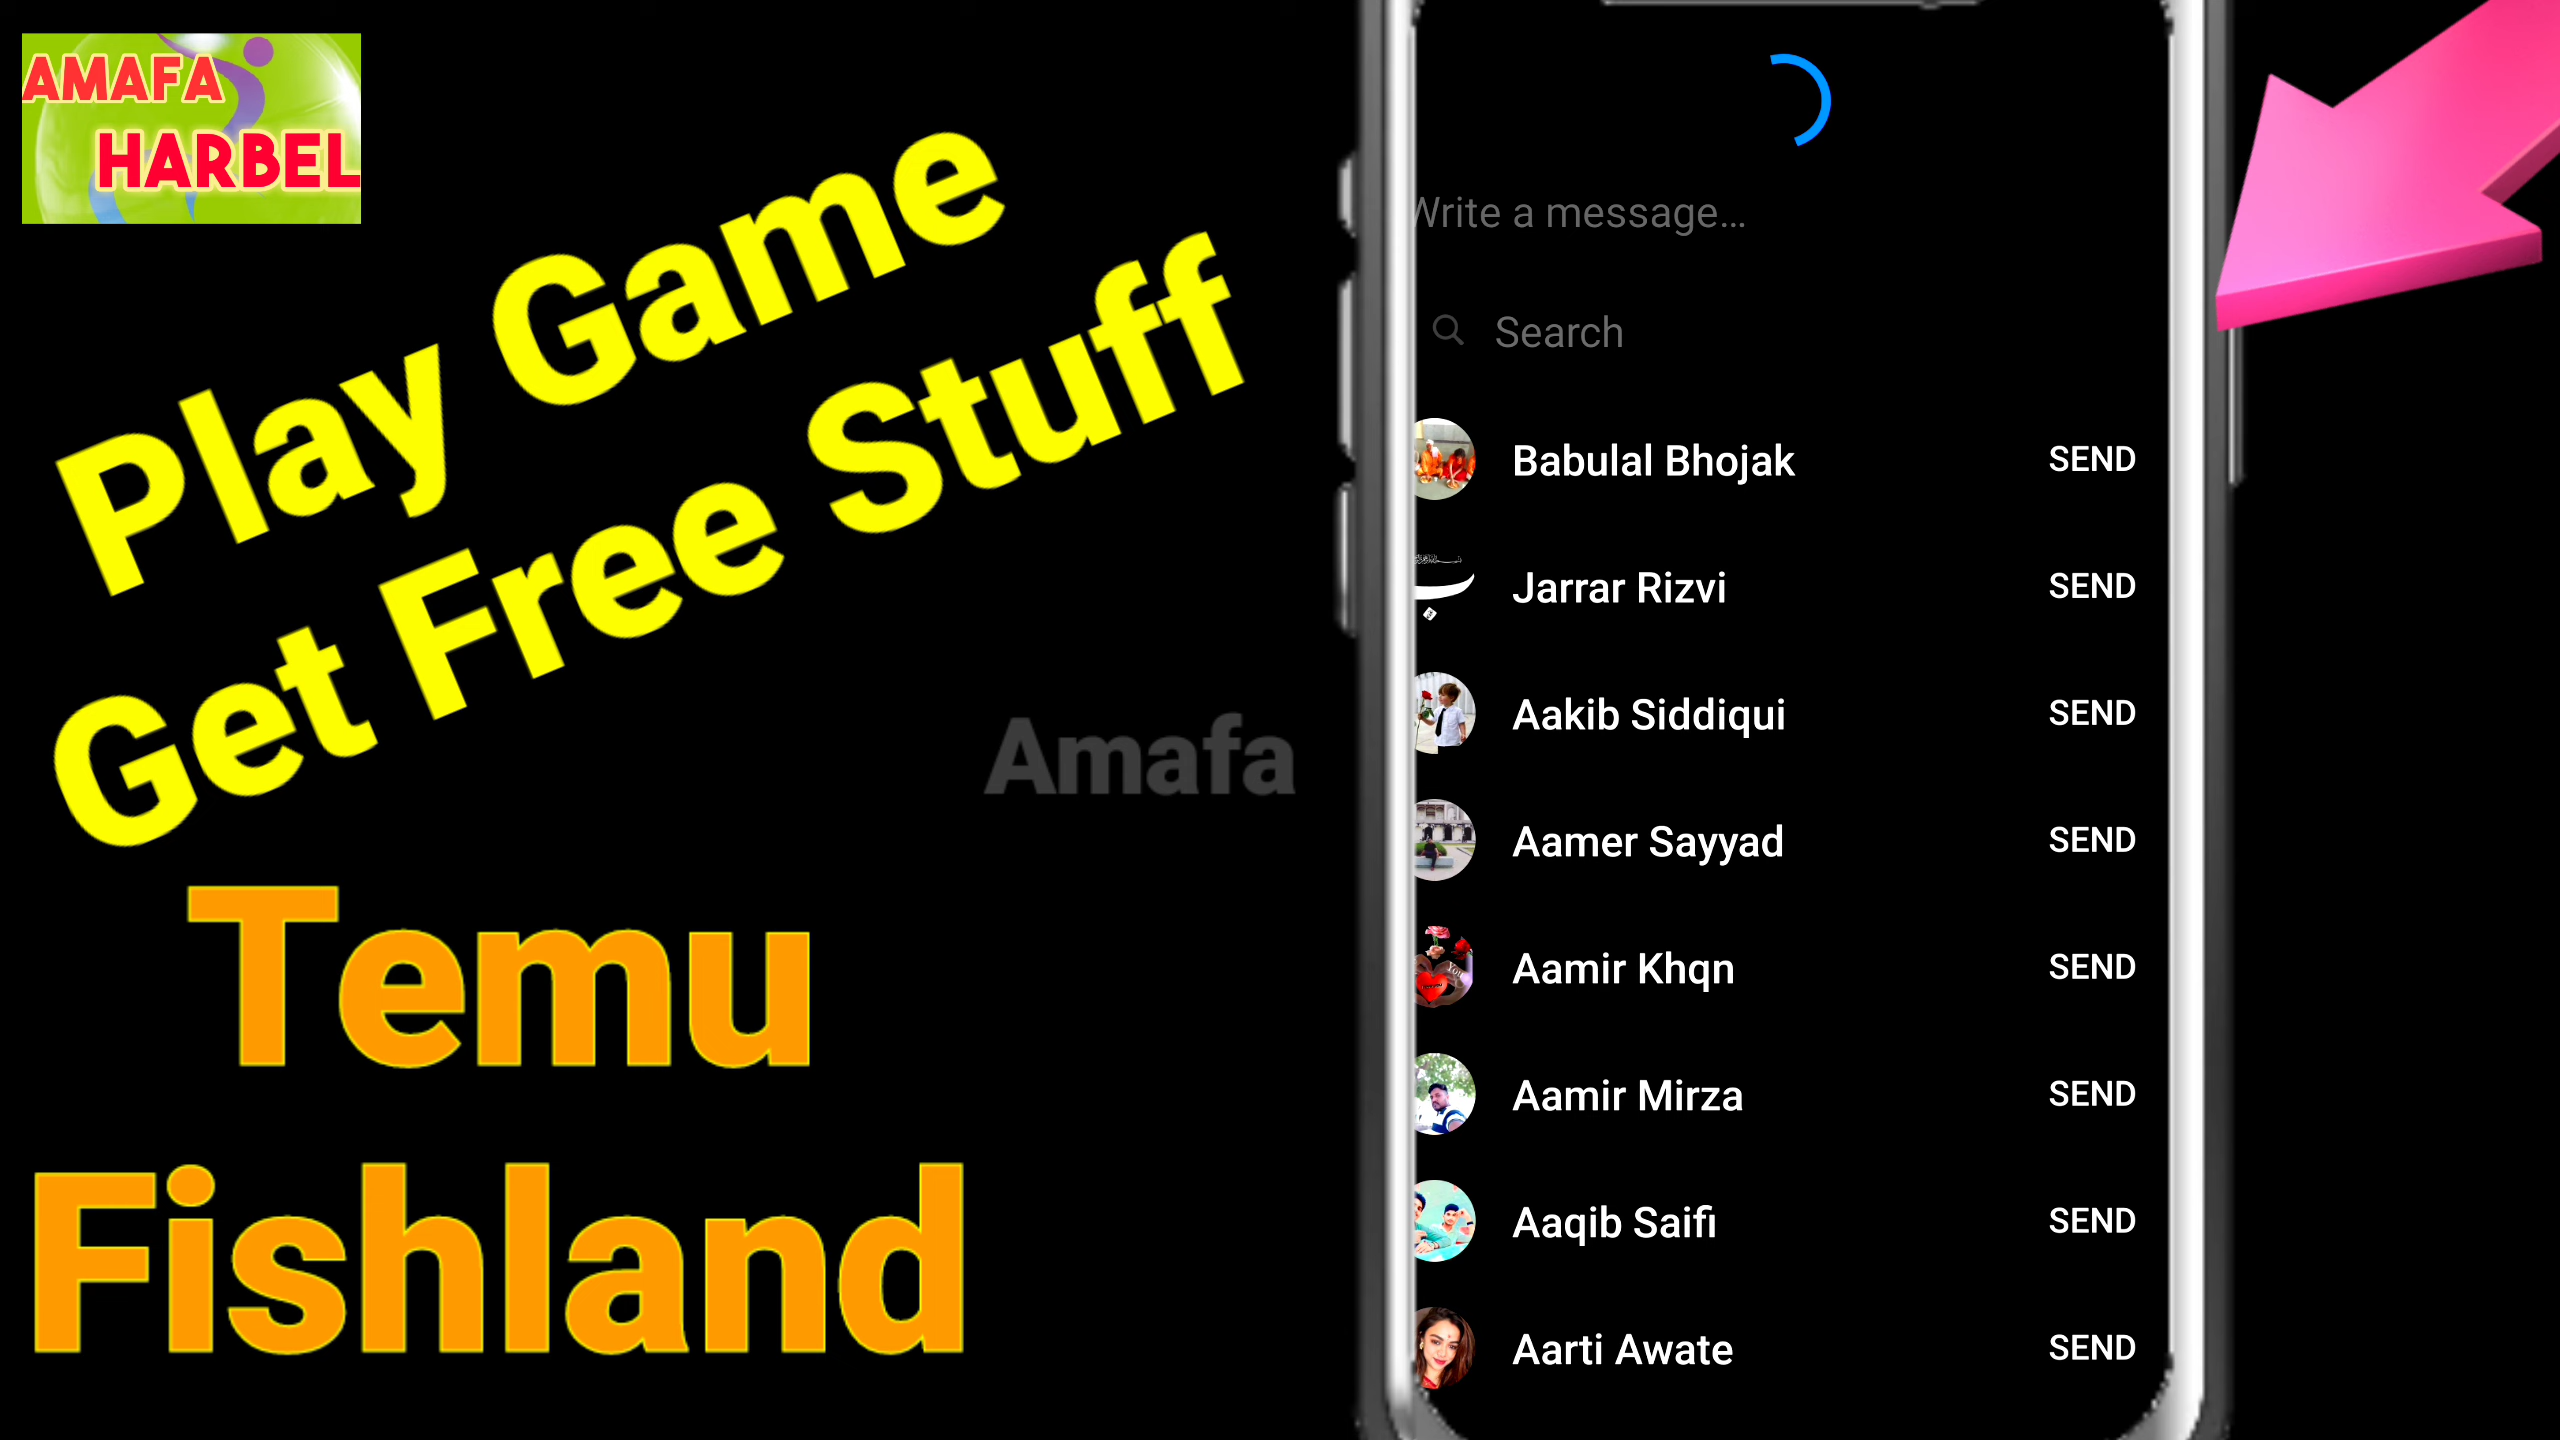 AMAFA
HARBEL
Play Game
Get Free Stuff
Temu
Fishland
Amafa
Write a message...
Search
Babulal Bhojak SEND
Jarrar Rizvi SEND
Aakib Siddiqui SEND
Aamer Sayyad SEND
Aamir Khqn SEND
Aamir Mirza SEND
Aaqib Saifi SEND
Aarti Awate SEND